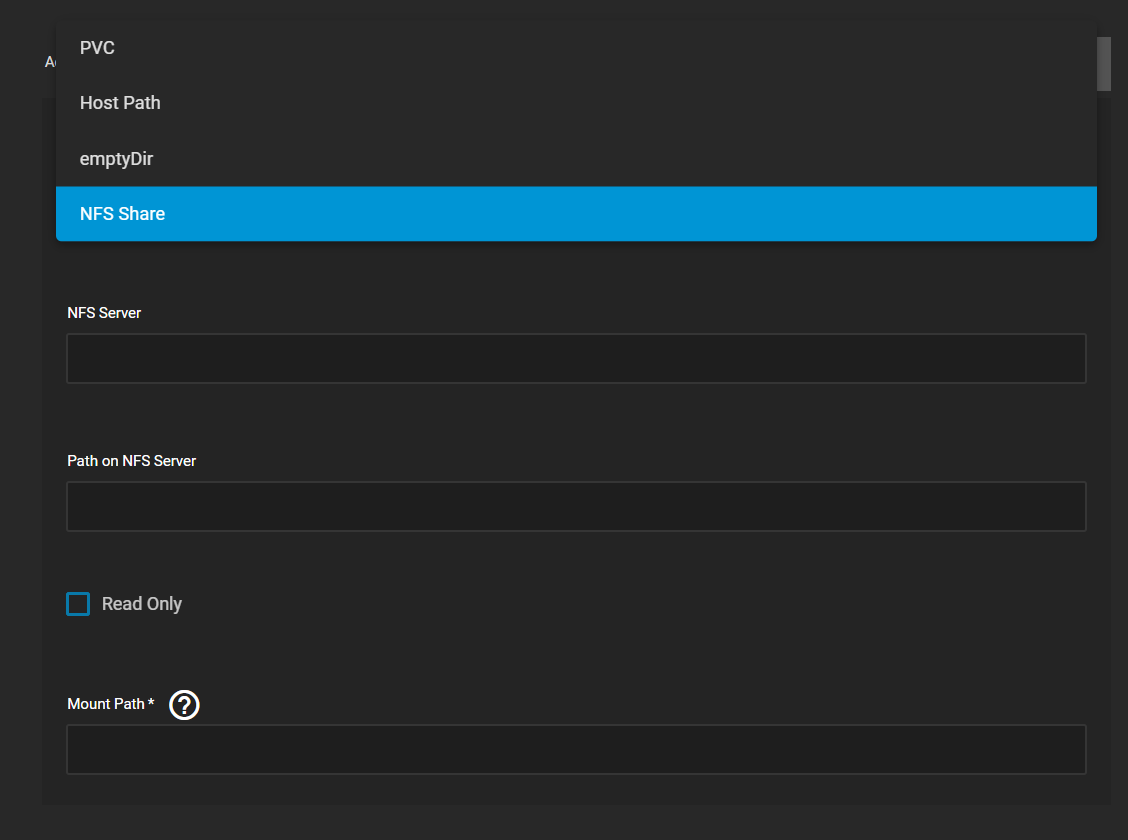 PVC
Host Path
emptyDir
NFS Share
NFS Server
Path on NFS Server
Read Only
Mount Path *